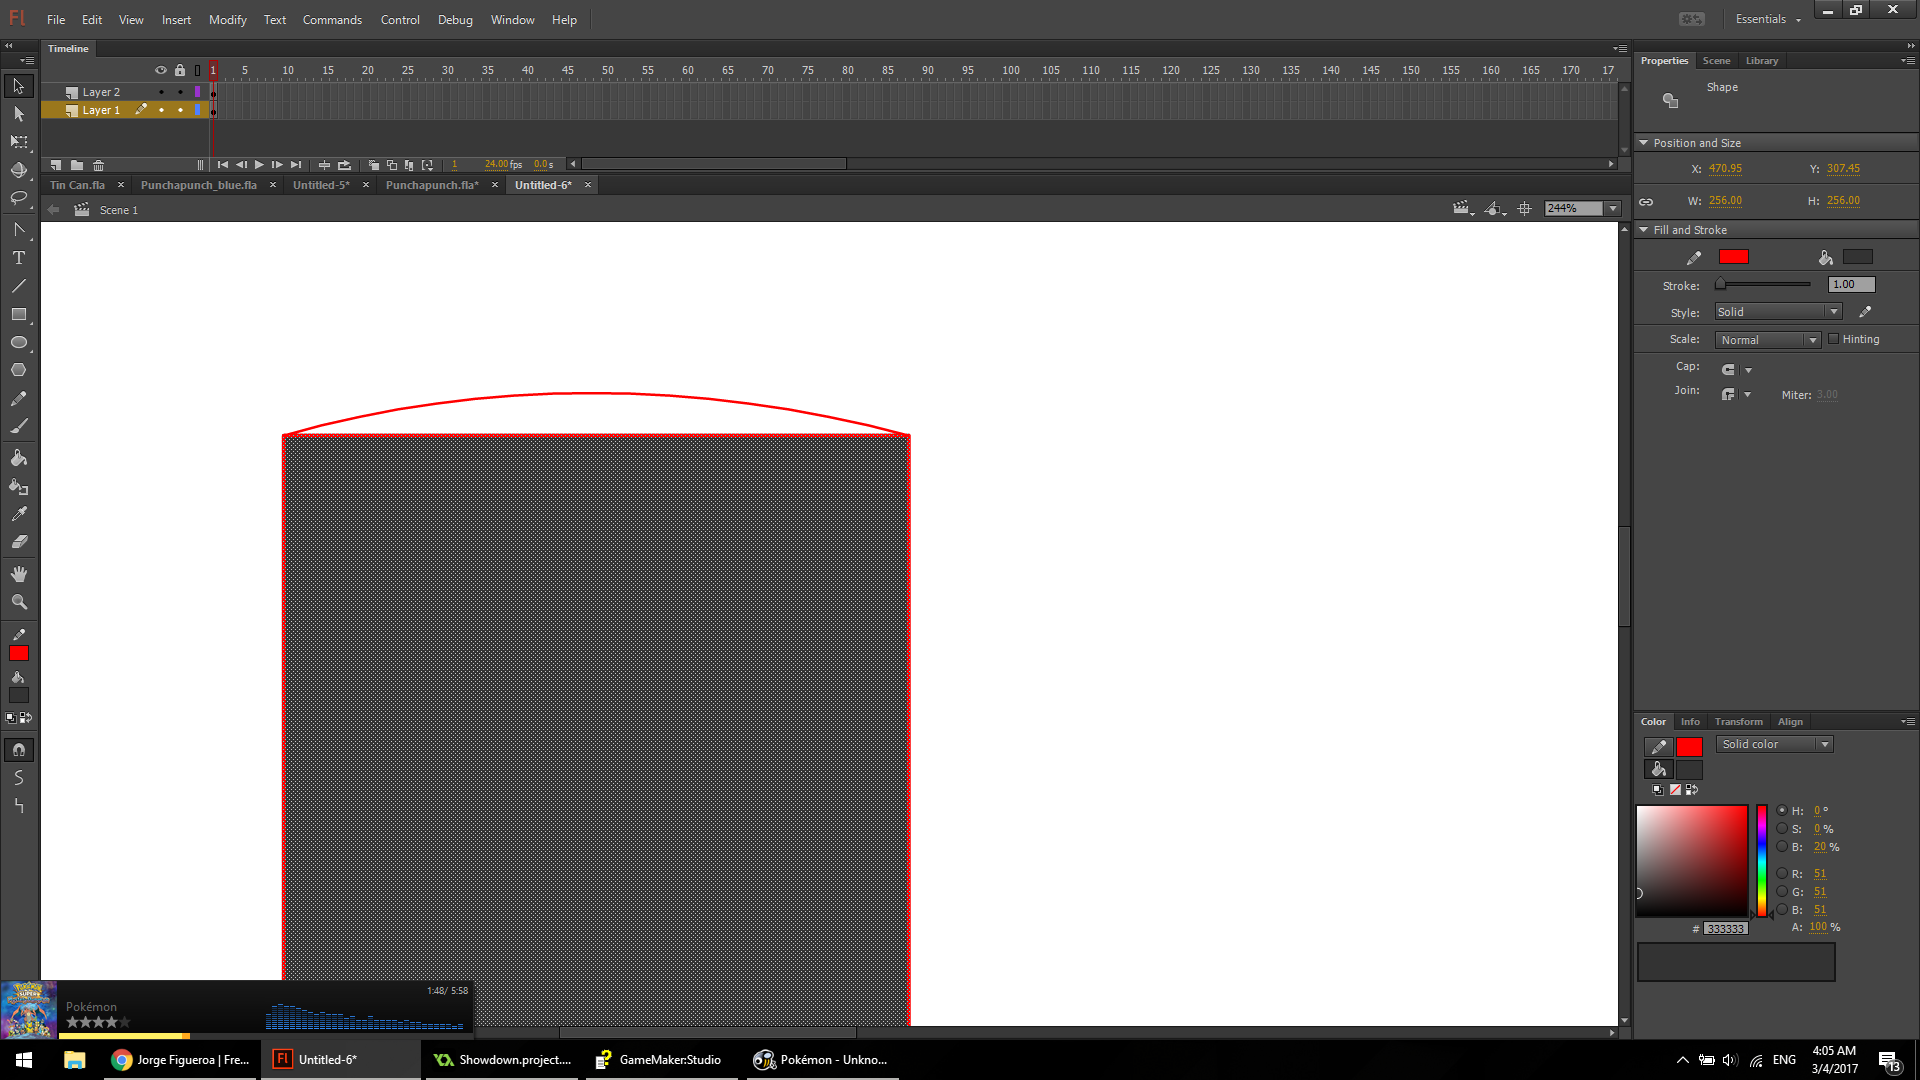 Fl File Edit View Insert Modify Text Commands Control Debug Window Help Essentials
Timeline
1 5 10 15 20 25 30 35 40 45 50 55 60 65 70 75 80 85 90 95 100 105 110 115 120 125 130 135 140 145 150 155 160 165 170 17
Layer 2
Layer 1
1 24.00 fps 0.0 s
Tin Can.fla Punchapunch_blue.fla Untitled-5* Punchapunch.fla* Untitled-6*
Scene 1 244%
Properties Scene Library
Shape
Position and Size
X: 470.95 Y: 307.45
W: 256.00 H: 256.00
Fill and Stroke
Stroke: 1.00
Style: Solid
Scale: Normal Hinting
Cap:
Join: Miter: 3.00
Color Info Transform Align
Solid color
H: 0 °
S: 0 %
B: 20 %
R: 51
G: 51
B: 51
# 333333 A: 100 %
1:48/ 5:58
Pokémon
Jorge Figueroa | Fre... Fl Untitled-6* Showdown.project.... GameMaker:Studio Pokémon - Unkno... ENG 4:05 AM
3/4/2017 13